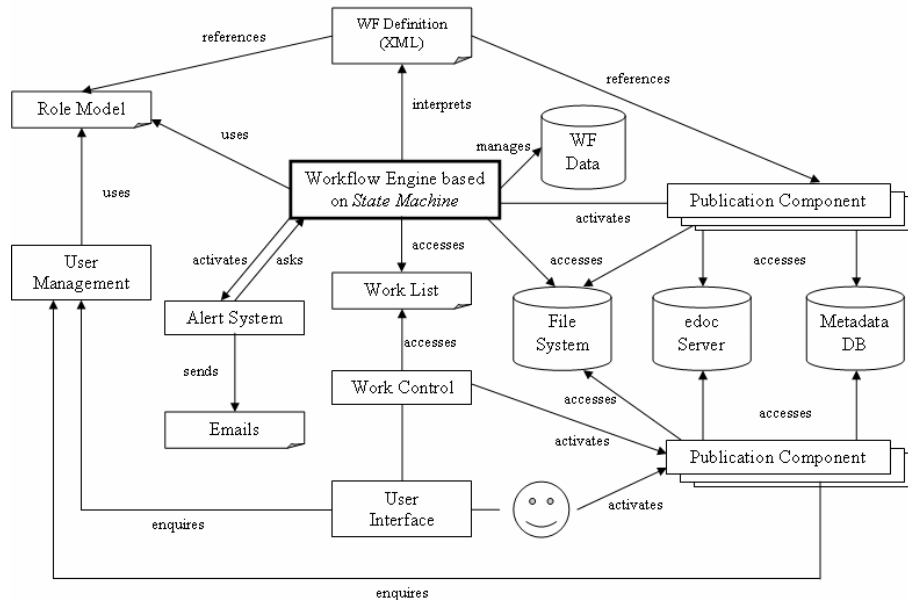 WF Definition
(XML)
references
references
Role Model
interprets
uses
manages
WF
Data
Workflow Engine based
on State Machine
Publication Component
activates
uses
User
Management
activates
asks
accesses
accesses
accesses
Work List
Alert System
File
System
edoc
Server
Metadata
DB
accesses
sends
Work Control
accesses
accesses
Emails
activates
Publication Component
User
Interface
activates
enquires
enquires